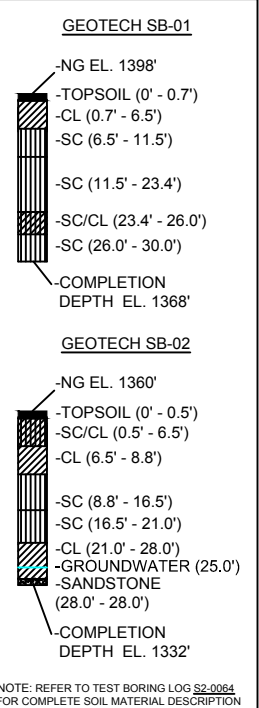 GEOTECH SB-01
-NG EL. 1398'
-TOPSOIL (0' - 0.7')
-CL (0.7' - 6.5')
-SC (6.5' - 11.5')
-SC (11.5' - 23.4')
-SC/CL (23.4' - 26.0')
-SC (26.0' - 30.0')
-COMPLETION
DEPTH EL. 1368'
GEOTECH SB-02
-NG EL. 1360'
-TOPSOIL (0' - 0.5')
-SC/CL (0.5' - 6.5')
-CL (6.5' - 8.8')
-SC (8.8' - 16.5')
-SC (16.5' - 21.0')
-CL (21.0' - 28.0')
-GROUNDWATER (25.0')
-SANDSTONE
(28.0' - 28.0')
-COMPLETION
DEPTH EL. 1332'
NOTE: REFER TO TEST BORING LOG S2-0064
FOR COMPLETE SOIL MATERIAL DESCRIPTION